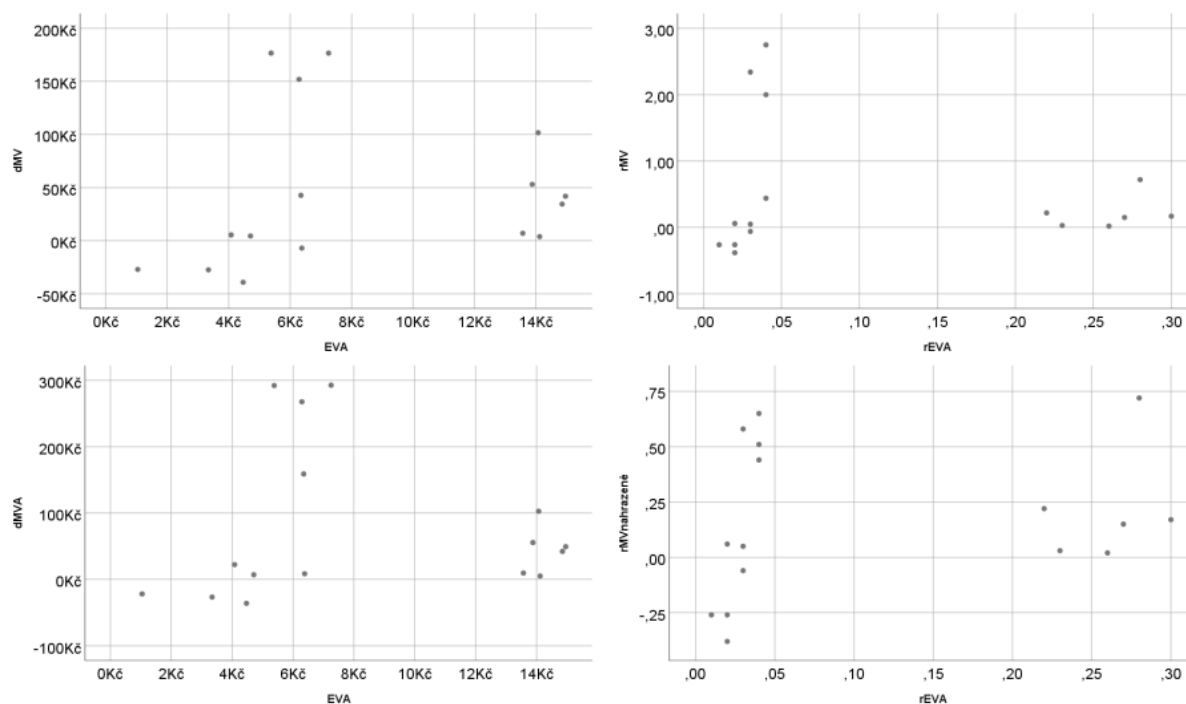 200Kč
150Kč
100Kč
50Kč
0Kč
-50Kč
dMV
0Kč 2Kč 4Kč 6Kč 8Kč 10Kč 12Kč 14Kč
EVA
3,00
2,00
1,00
,00
-1,00
rMV
,00 ,05 ,10 ,15 ,20 ,25 ,30
rEVA
300Kč
200Kč
100Kč
0Kč
-100Kč
dMVA
0Kč 2Kč 4Kč 6Kč 8Kč 10Kč 12Kč 14Kč
EVA
,75
,50
,25
,00
-,25
rMVnahrazené
,00 ,05 ,10 ,15 ,20 ,25 ,30
rEVA